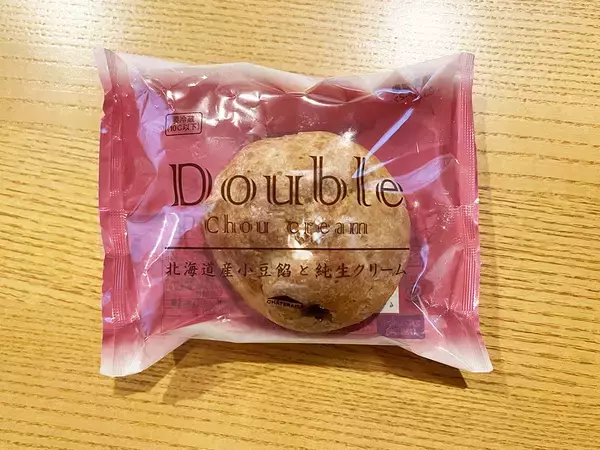 要冷蔵
(10℃以下)
Double
Chou cream
北海道産小豆餡と純生クリーム